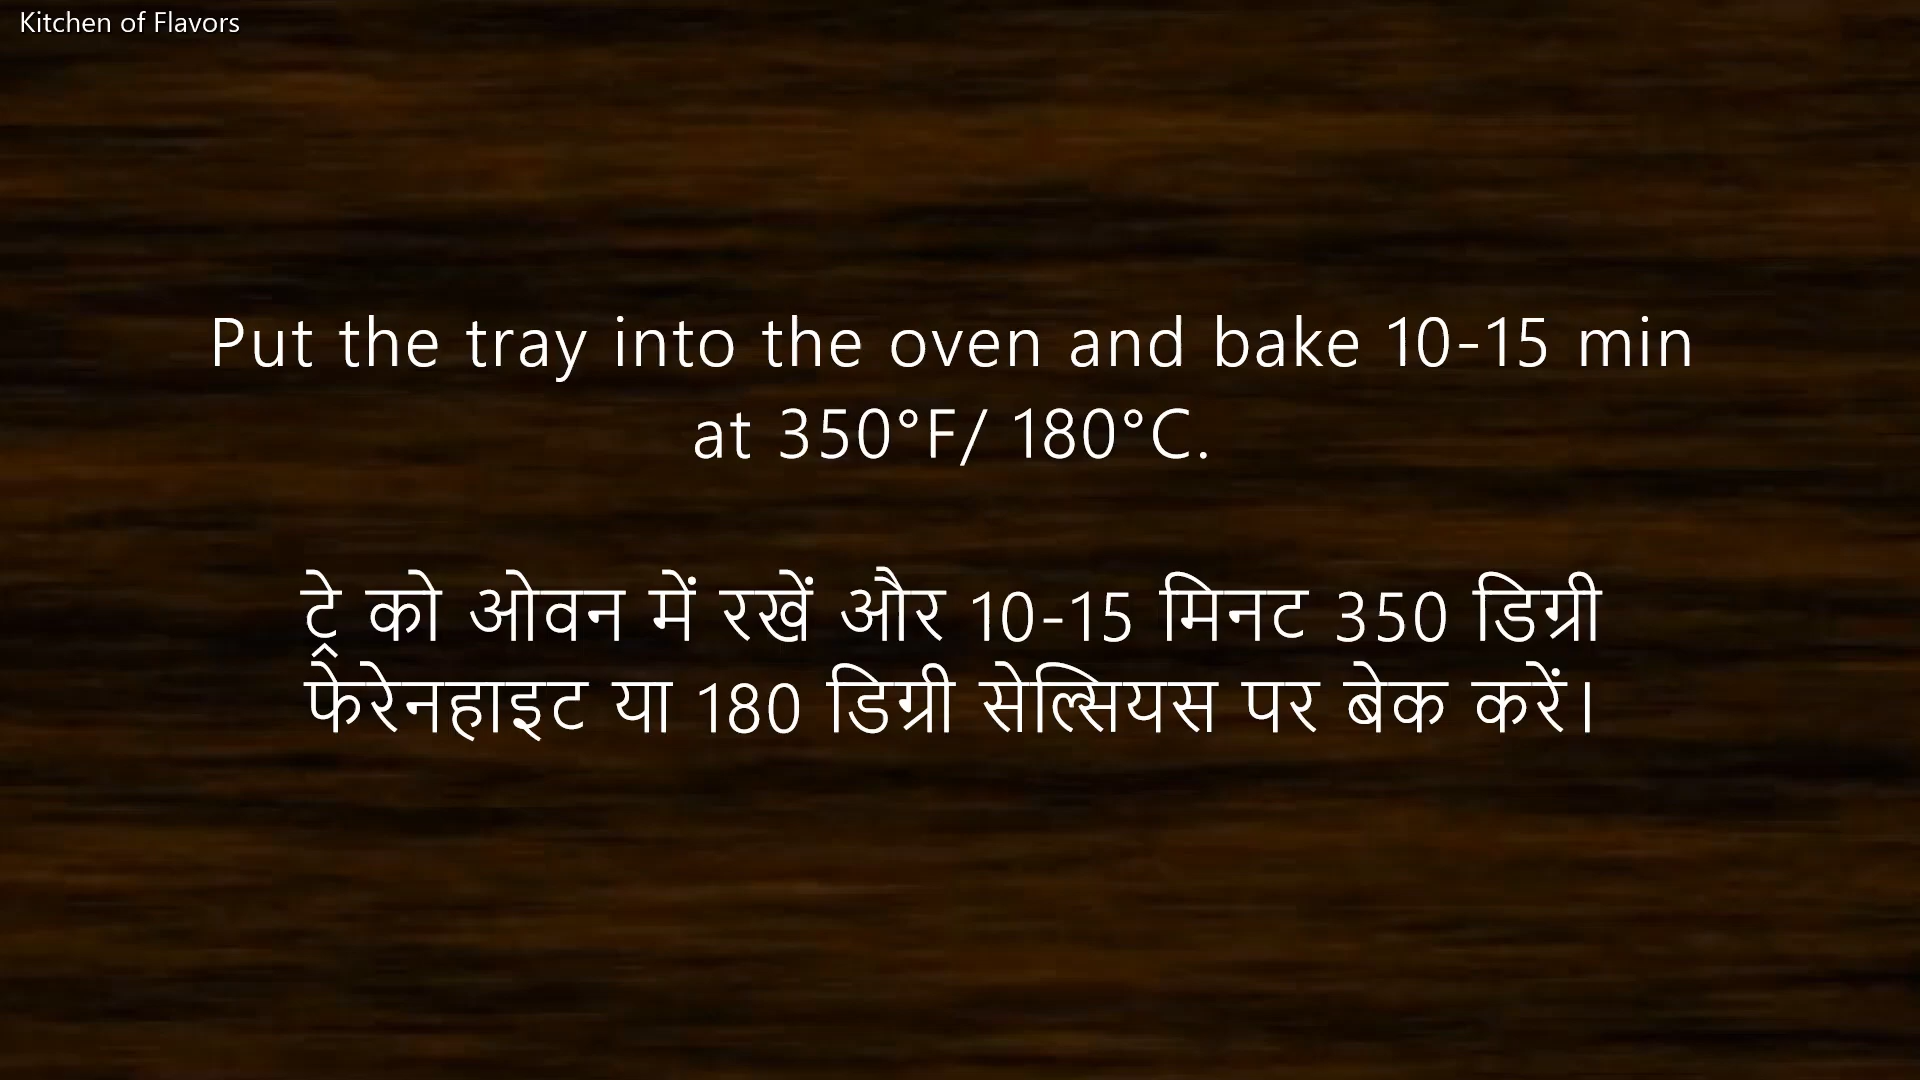 Kitchen of Flavors
Put the tray into the oven and bake 10-15 min
at 350°F/ 180°C.
ट्रे को ओवन में रखें और 10-15 मिनट 350 डिग्री
फेरेनहाइट या 180 डिग्री सेल्सियस पर बेक करें।